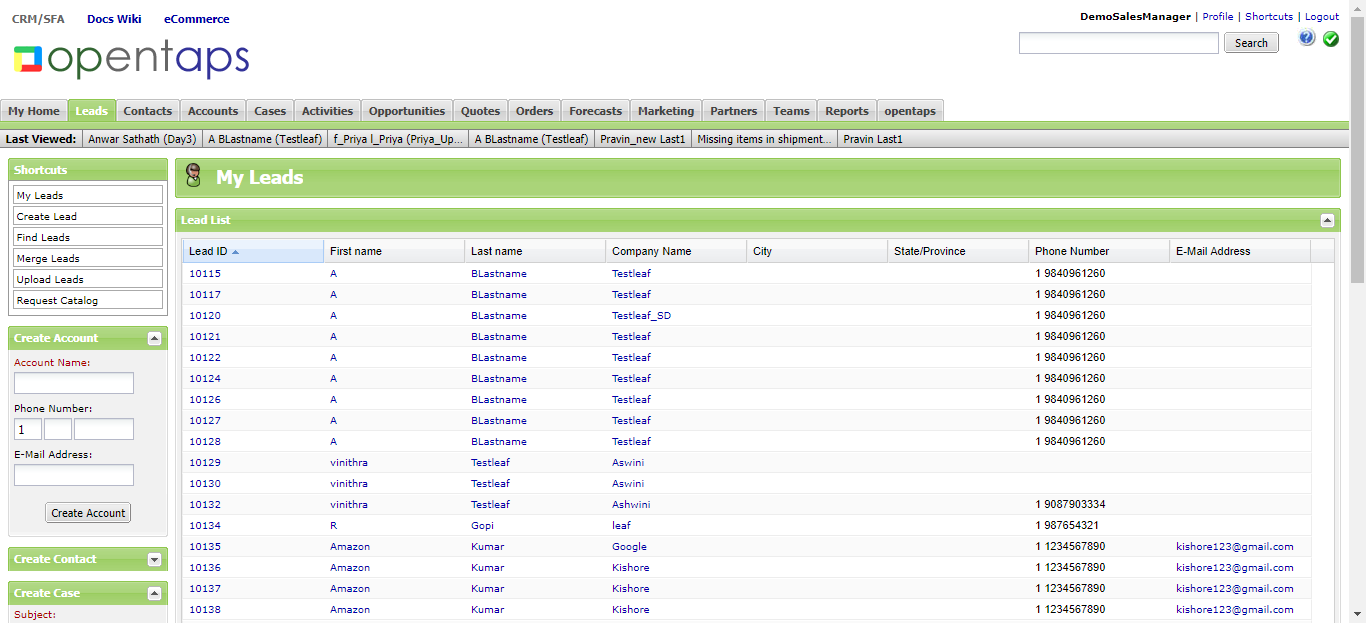 CRM/SFA Docs Wiki eCommerce
DemoSalesManager | Profile | Shortcuts | Logout
opentaps
Search
My Home Leads Contacts Accounts Cases Activities Opportunities Quotes Orders Forecasts Marketing Partners Teams Reports opentaps
Last Viewed: Anwar Sathath (Day3) A BLastname (Testleaf) f_Priya l_Priya (Priya_Up... A BLastname (Testleaf) Pravin_new Last1 Missing items in shipment... Pravin Last1
Shortcuts
My Leads
Create Lead
Find Leads
Merge Leads
Upload Leads
Request Catalog
Create Account
Account Name:
Phone Number:
1
E-Mail Address:
Create Account
Create Contact
Create Case
Subject:
My Leads
Lead List
Lead ID First name Last name Company Name City State/Province Phone Number E-Mail Address
10115 A BLastname Testleaf 1 9840961260
10117 A BLastname Testleaf 1 9840961260
10120 A BLastname Testleaf_SD 1 9840961260
10121 A BLastname Testleaf 1 9840961260
10122 A BLastname Testleaf 1 9840961260
10124 A BLastname Testleaf 1 9840961260
10126 A BLastname Testleaf 1 9840961260
10127 A BLastname Testleaf 1 9840961260
10128 A BLastname Testleaf 1 9840961260
10129 vinithra Testleaf Aswini
10130 vinithra Testleaf Aswini
10132 vinithra Testleaf Ashwini 1 9087903334
10134 R Gopi leaf 1 987654321
10135 Amazon Kumar Google 1 1234567890 kishore123@gmail.com
10136 Amazon Kumar Kishore 1 1234567890 kishore123@gmail.com
10137 Amazon Kumar Kishore 1 1234567890 kishore123@gmail.com
10138 Amazon Kumar Kishore 1 1234567890 kishore123@gmail.com